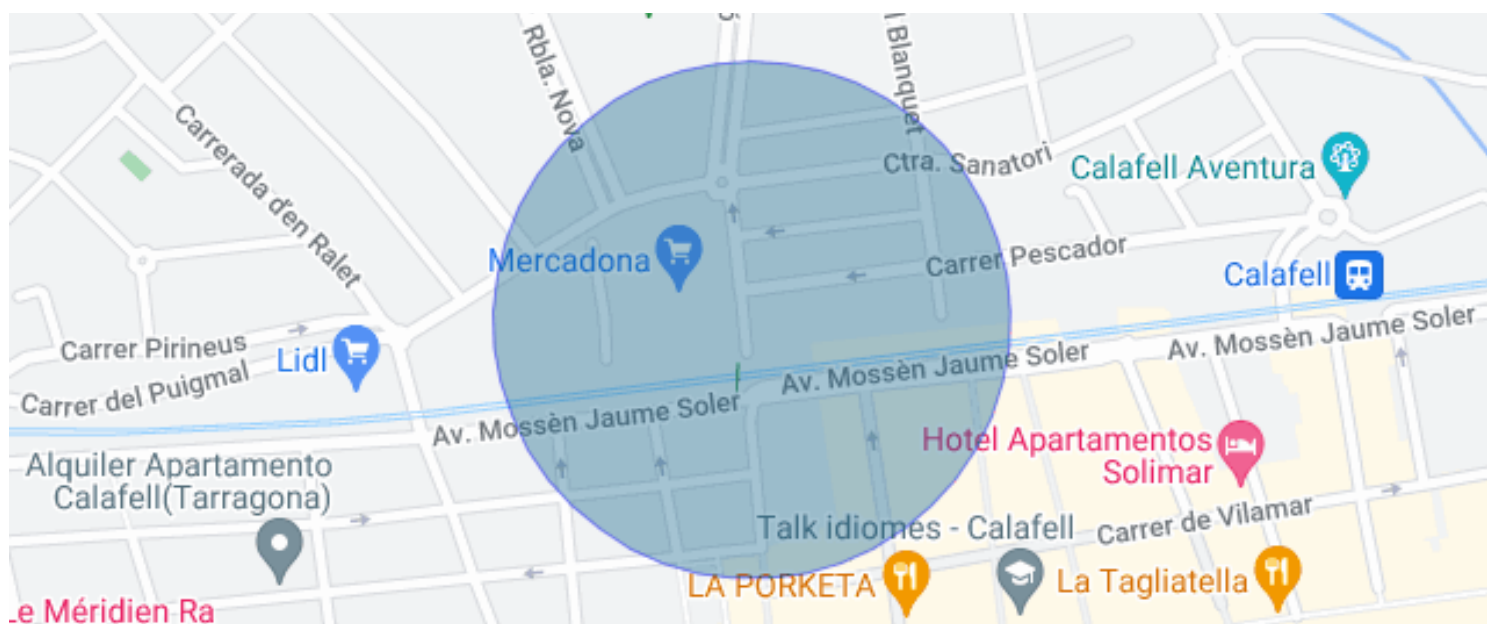 Rbla. Nova
l Blanquet
Carrerada d'en Ralet
Ctra. Sanatori
Calafell Aventura
Mercadona
Carrer Pescador
Calafell
Carrer Pirineus
Lidl
Carrer del Puigmal
Av. Mossèn Jaume Soler
Av. Mossèn Jaume Soler
Av. Mossèn Jaume Soler
Alquiler Apartamento
Calafell(Tarragona)
Hotel Apartamentos
Solimar
Talk idiomes - Calafell
Carrer de Vilamar
LA PORKETA
La Tagliatella
Le Méridien Ra